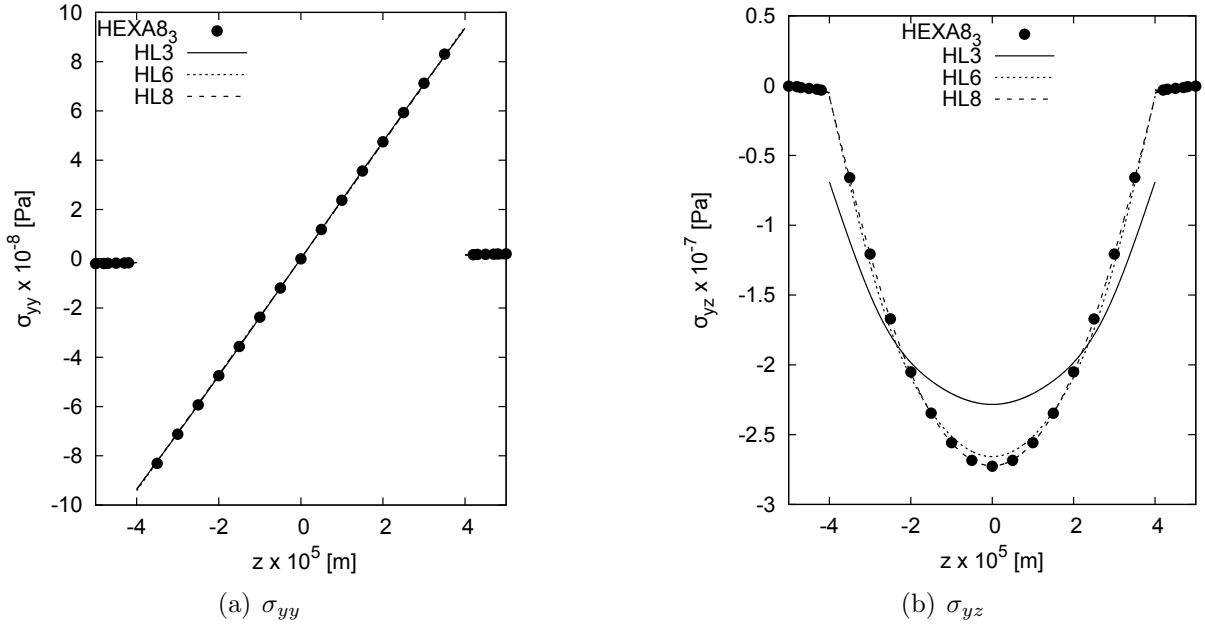 HEXA8₃
HL3
HL6
HL8
10
8
6
4
2
0
-2
-4
-6
-8
-10
σyy x 10⁻⁸ [Pa]
-4 -2 0 2 4
z x 10⁵ [m]
(a) σyy
HEXA8₃
HL3
HL6
HL8
0.5
0
-0.5
-1
-1.5
-2
-2.5
-3
σyz x 10⁻⁷ [Pa]
-4 -2 0 2 4
z x 10⁵ [m]
(b) σyz